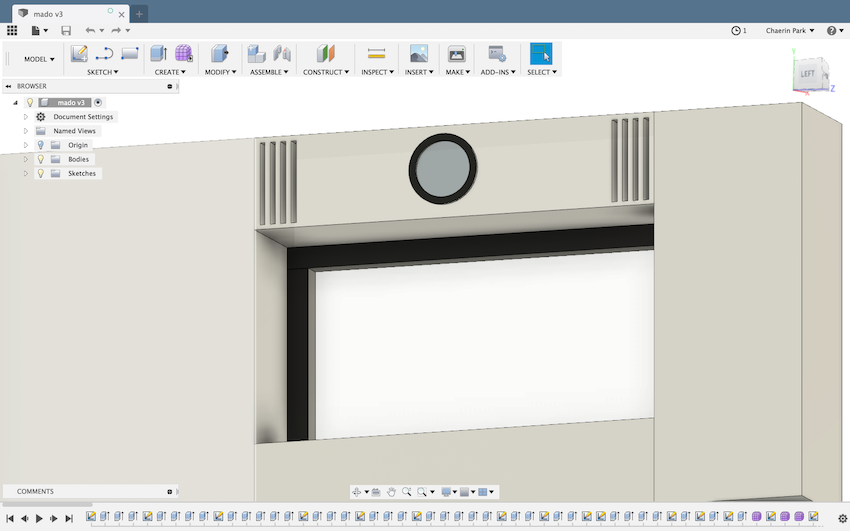 mado v3
1
Chaerin Park
MODEL
SKETCH
CREATE
MODIFY
ASSEMBLE
CONSTRUCT
INSPECT
INSERT
MAKE
ADD-INS
SELECT
BROWSER
mado v3
Document Settings
Named Views
Origin
Bodies
Sketches
Y
LEFT
Z
X
COMMENTS